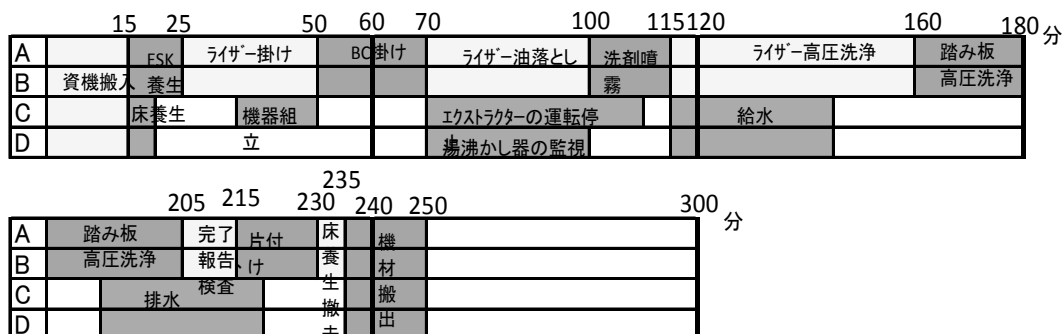 15 25 50 60 70 100 115120 160 180 分
A ESK ライザー掛け BC掛け ライザー油落とし 洗剤噴 ライザー高圧洗浄 踏み板
B 資機搬入 養生 霧 高圧洗浄
C 床養生 機器組 エクストラクターの運転停 給水
D 立 止
湯沸かし器の監視
235
205 215 230 240 250 300 分
A 踏み板 完了 片付 床 機
B 高圧洗浄 報告、 け 養 材
C 排水 検査 生 搬
D 撤 出
去